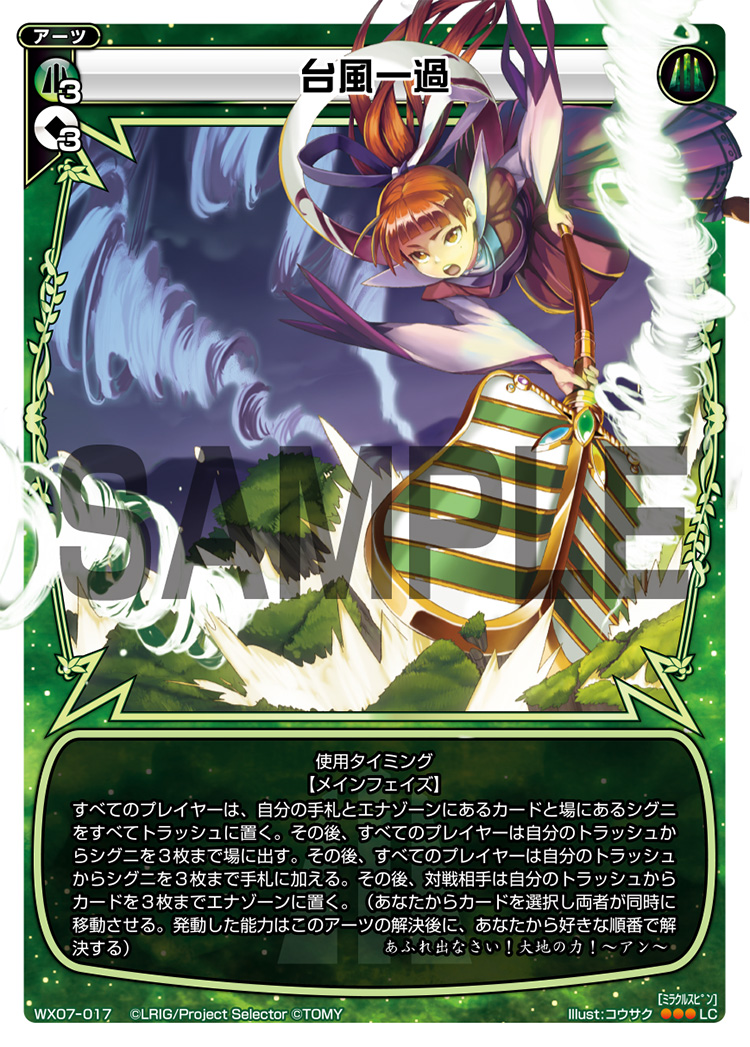 アーツ
3
台風一過
3
SAMPLE
使用タイミング
【メインフェイズ】
すべてのプレイヤーは、自分の手札とエナゾーンにあるカードと場にあるシグニ
をすべてトラッシュに置く。その後、すべてのプレイヤーは自分のトラッシュか
らシグニを３枚まで場に出す。その後、すべてのプレイヤーは自分のトラッシュ
からシグニを３枚まで手札に加える。その後、対戦相手は自分のトラッシュから
カードを３枚までエナゾーンに置く。（あなたからカードを選択し両者が同時に
移動させる。発動した能力はこのアーツの解決後に、あなたから好きな順番で解
決する）　あふれ出なさい！大地の力！～アン～
[ミラクルスピン]
WX07-017 ©LRIG/Project Selector ©TOMY Illust:コウサク LC